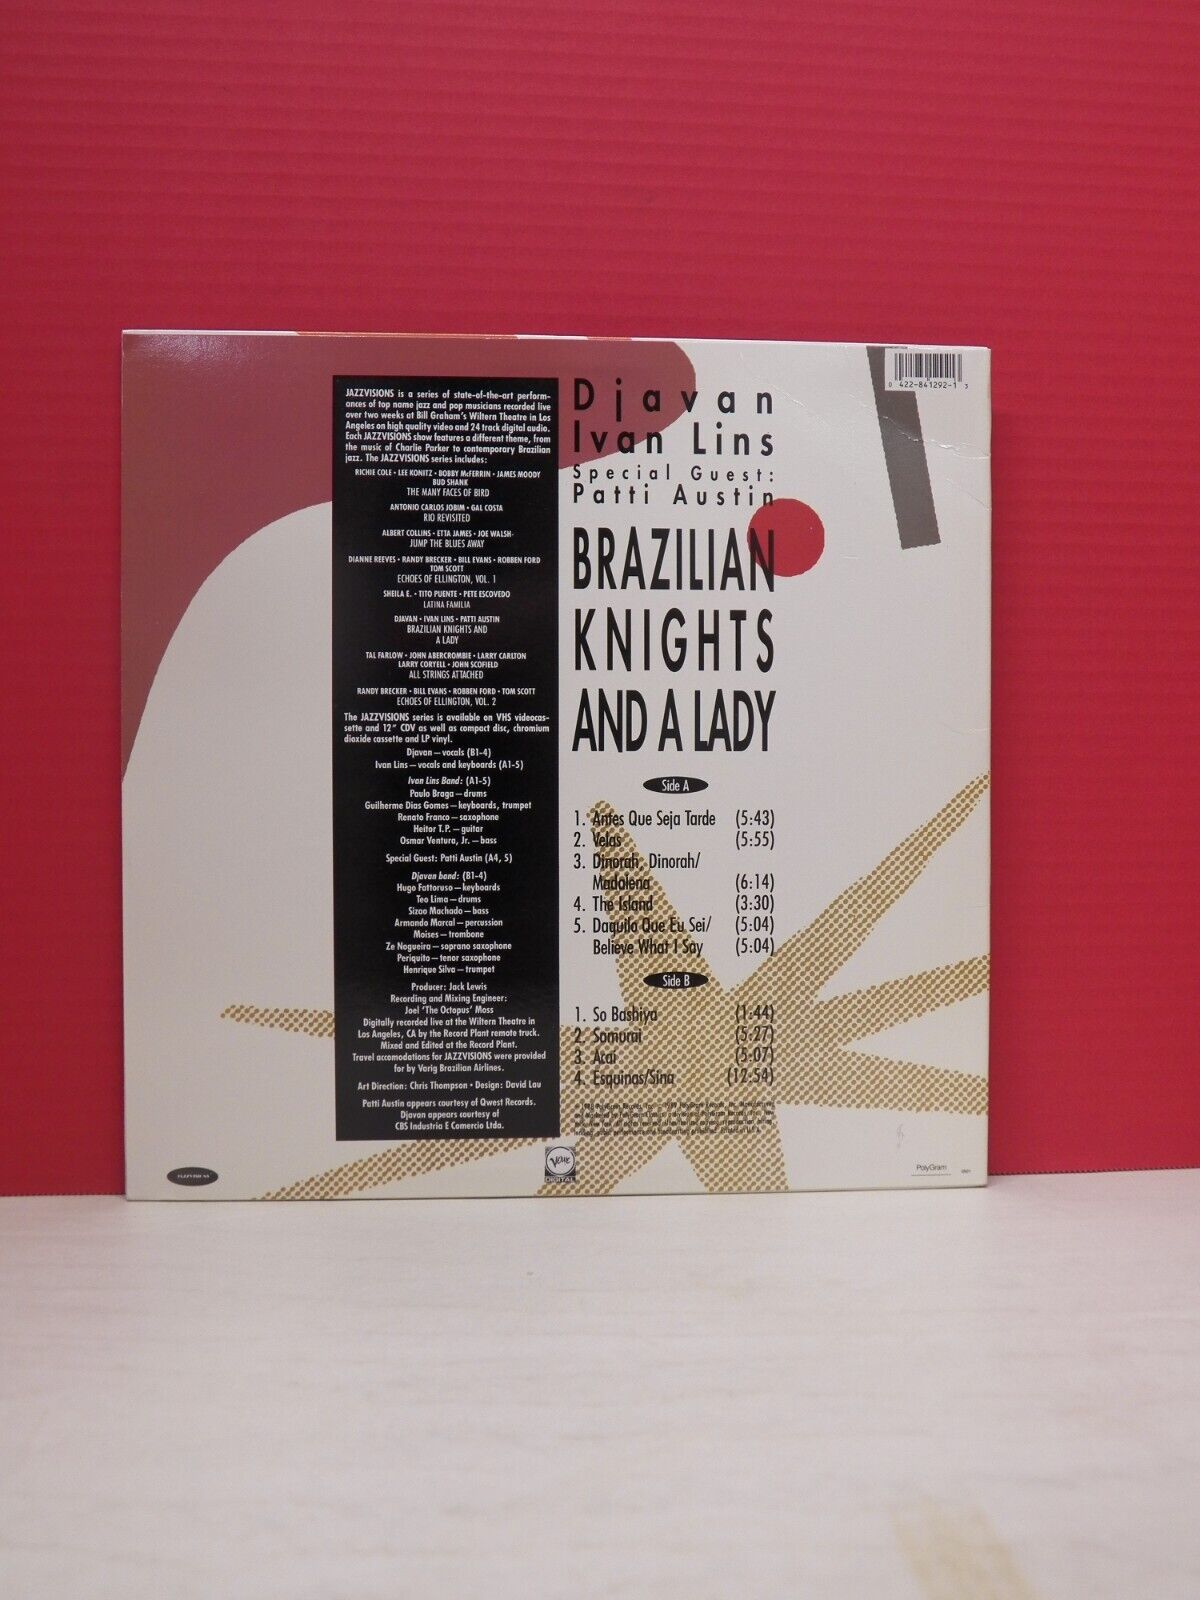 JAZZVISIONS is a series of state-of-the-art perform-
ances of top name jazz and pop musicians recorded live
over two weeks at Bill Graham's Wiltern Theatre in Los
Angeles on high quality video and 24 track digital audio.
Each JAZZVISIONS show features a different theme, from
the music of Charlie Parker to contemporary Brazilian
jazz. The JAZZVISIONS series includes:
RICHIE COLE • LEE KONITZ • BOBBY McFERRIN • JAMES MOODY
BUD SHANK
THE MANY FACES OF BIRD
ANTONIO CARLOS JOBIM • GAL COSTA
RIO REVISITED
ALBERT COLLINS • ETTA JAMES • JOE WALSH
JUMP THE BLUES AWAY
DIANNE REEVES • RANDY BRECKER • BILL EVANS • ROBBEN FORD
TOM SCOTT
ECHOES OF ELLINGTON, VOL. 1
SHEILA E. • TITO PUENTE • PETE ESCOVEDO
LATINA FAMILIA
DJAVAN • IVAN LINS • PATTI AUSTIN
BRAZILIAN KNIGHTS AND
A LADY
TAL FARLOW • JOHN ABERCROMBIE • LARRY CARLTON
LARRY CORYELL • JOHN SCOFIELD
ALL STRINGS ATTACHED
RANDY BRECKER • BILL EVANS • ROBBEN FORD • TOM SCOTT
ECHOES OF ELLINGTON, VOL. 2
The JAZZVISIONS series is available on VHS videocas-
sette and 12" CDV as well as compact disc, chromium
dioxide cassette and LP vinyl.
Djavan — vocals (B1-4)
Ivan Lins — vocals and keyboards (A1-5)
Ivan Lins Band: (A1-5)
Paulo Braga — drums
Guilherme Dias Gomes — keyboards, trumpet
Renato Franco — saxophone
Heitor T.P. — guitar
Osmar Ventura, Jr. — bass
Special Guest: Patti Austin (A4, 5)
Djavan band: (B1-4)
Hugo Fattoruso — keyboards
Teo Lima — drums
Sizao Machado — bass
Armando Marcal — percussion
Moises — trombone
Ze Nogueira — soprano saxophone
Periquito — tenor saxophone
Henrique Silva — trumpet
Producer: Jack Lewis
Recording and Mixing Engineer:
Joel 'The Octopus' Moss
Digitally recorded live at the Wiltern Theatre in
Los Angeles, CA by the Record Plant remote truck.
Mixed and Edited at the Record Plant.
Travel accomodations for JAZZVISIONS were provided
for by Varig Brazilian Airlines.
Art Direction: Chris Thompson • Design: David Lau
Patti Austin appears courtesy of Qwest Records.
Djavan appears courtesy of
CBS Industria E Comercio Ltda.
Djavan
Ivan Lins
Special Guest:
Patti Austin
BRAZILIAN
KNIGHTS
AND A LADY
Side A
1. Antes Que Seja Tarde (5:43)
2. Velas (5:55)
3. Dinorah, Dinorah/
Madalena (6:14)
4. The Island (3:30)
5. Daquilo Que Eu Sei/ (5:04)
Believe What I Say (5:04)
Side B
1. So Bashiya (1:44)
2. Samurai (5:27)
3. Acai (5:07)
4. Esquinas/Sina (12:54)
0 422-841292-1 3
JAZZVISIONS
Verve
DIGITAL
PolyGram